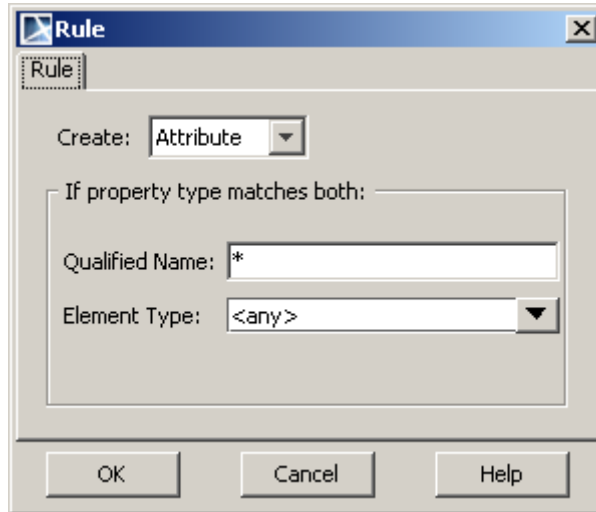 Rule
Rule
Create: Attribute
If property type matches both:
Qualified Name: *
Element Type: <any>
OK Cancel Help